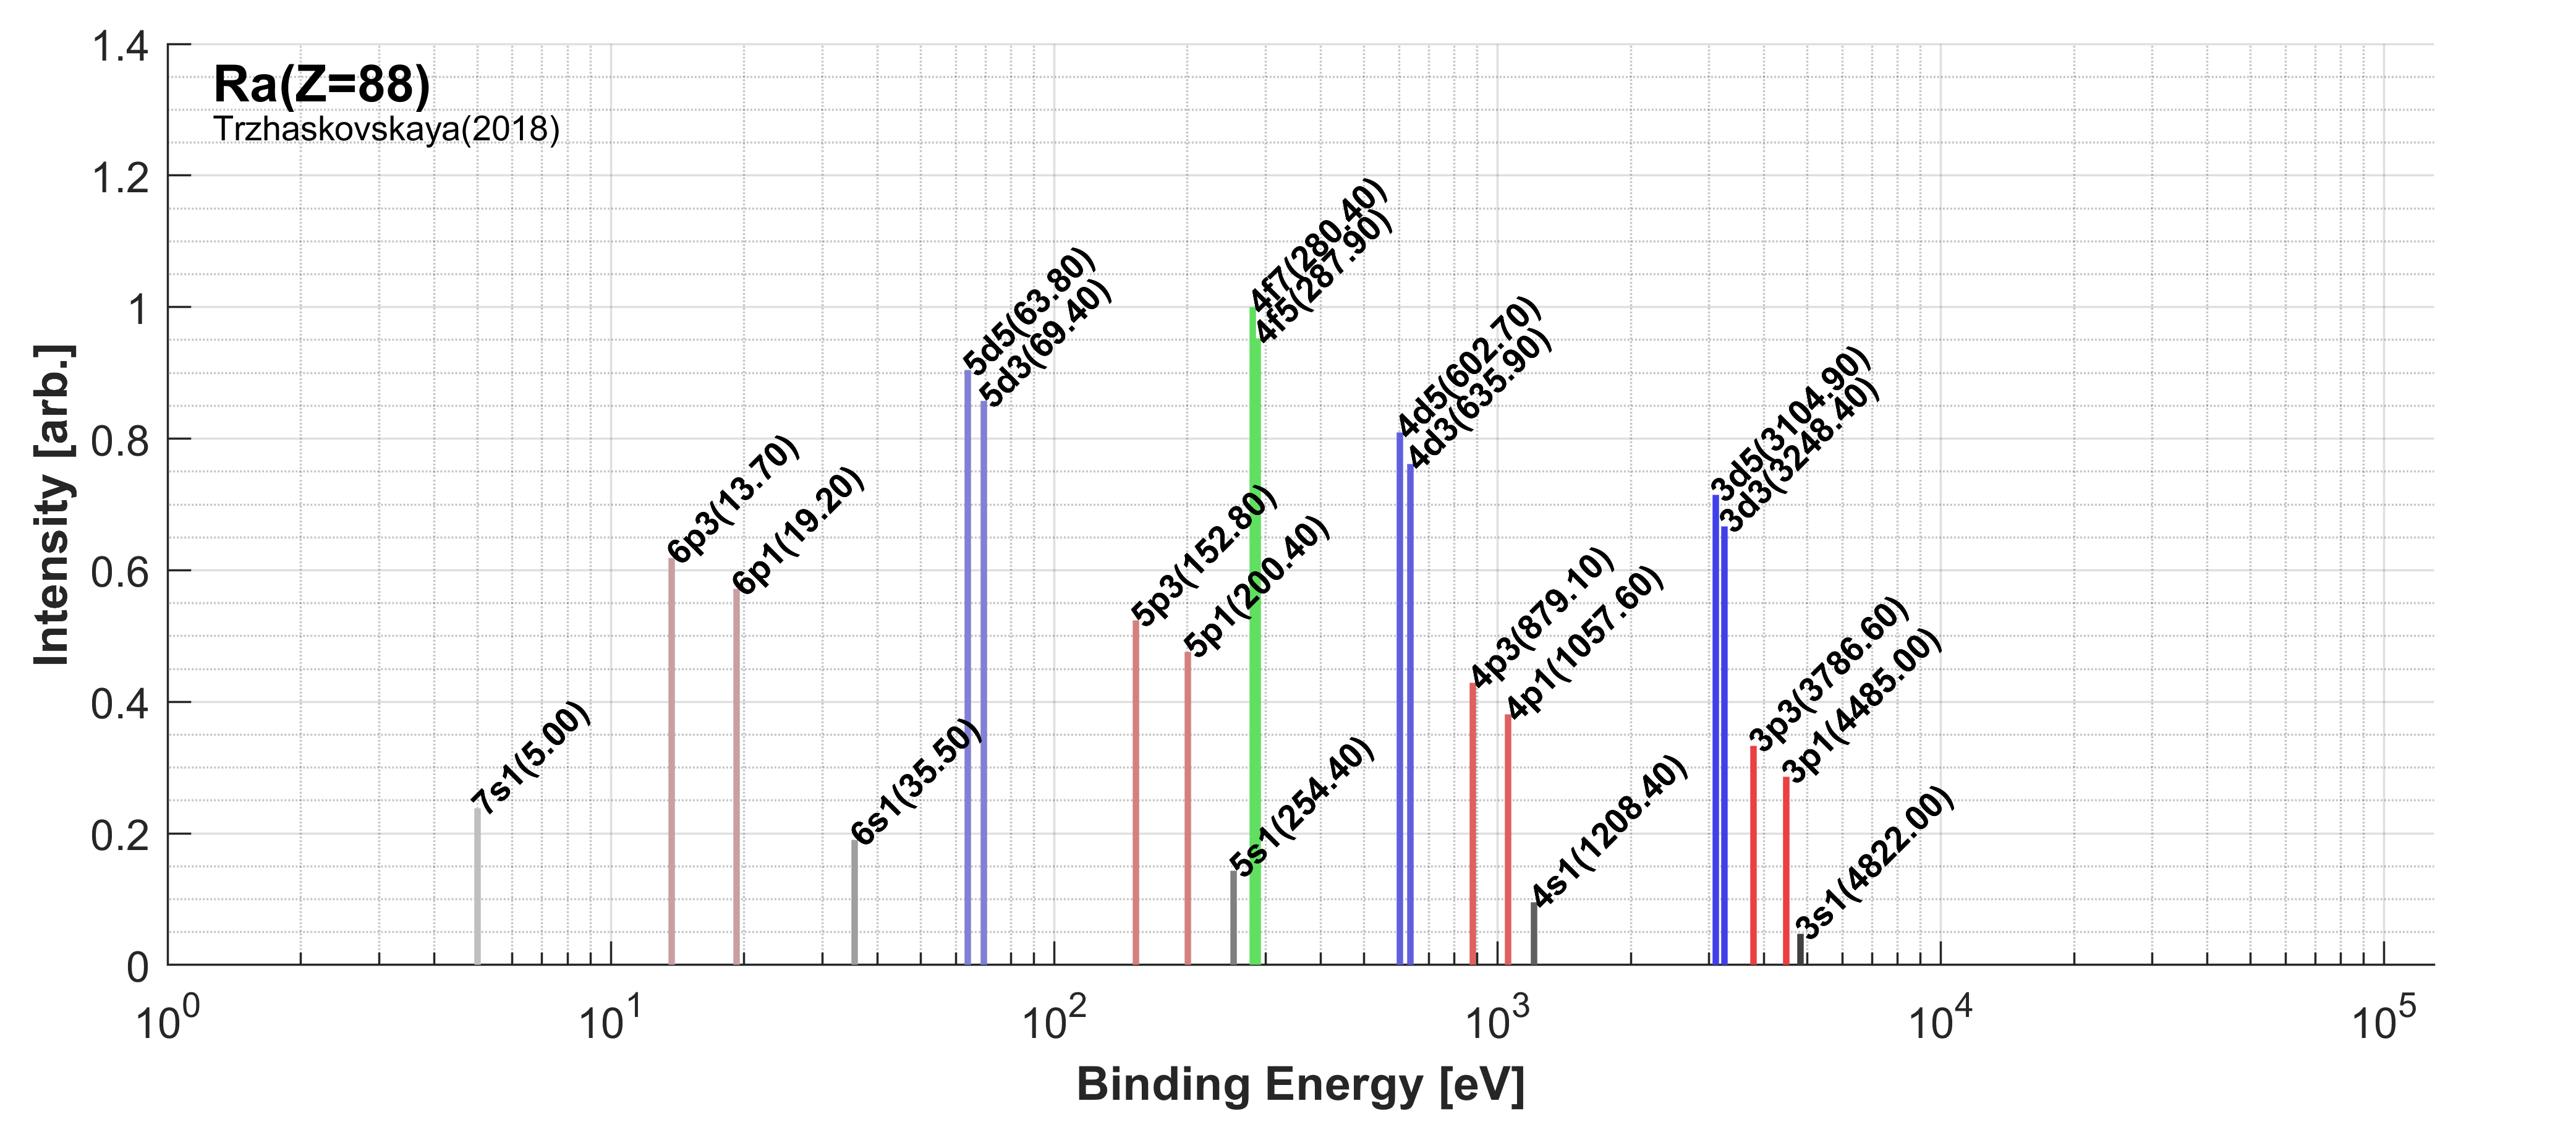 Ra(Z=88)
Trzhaskovskaya(2018)
Intensity [arb.]
1.4
1.2
1
0.8
0.6
0.4
0.2
0
7s1(5.00)
6p3(13.70)
6p1(19.20)
6s1(35.50)
5d5(63.80)
5d3(69.40)
5p3(152.80)
5p1(200.40)
5s1(254.40)
4f7(280.40)
4f5(287.90)
4d5(602.70)
4d3(635.90)
4p3(879.10)
4p1(1057.60)
4s1(1208.40)
3d5(3104.90)
3d3(3248.40)
3p3(3786.60)
3p1(4485.00)
3s1(4822.00)
10^0 10^1 10^2 10^3 10^4 10^5
Binding Energy [eV]